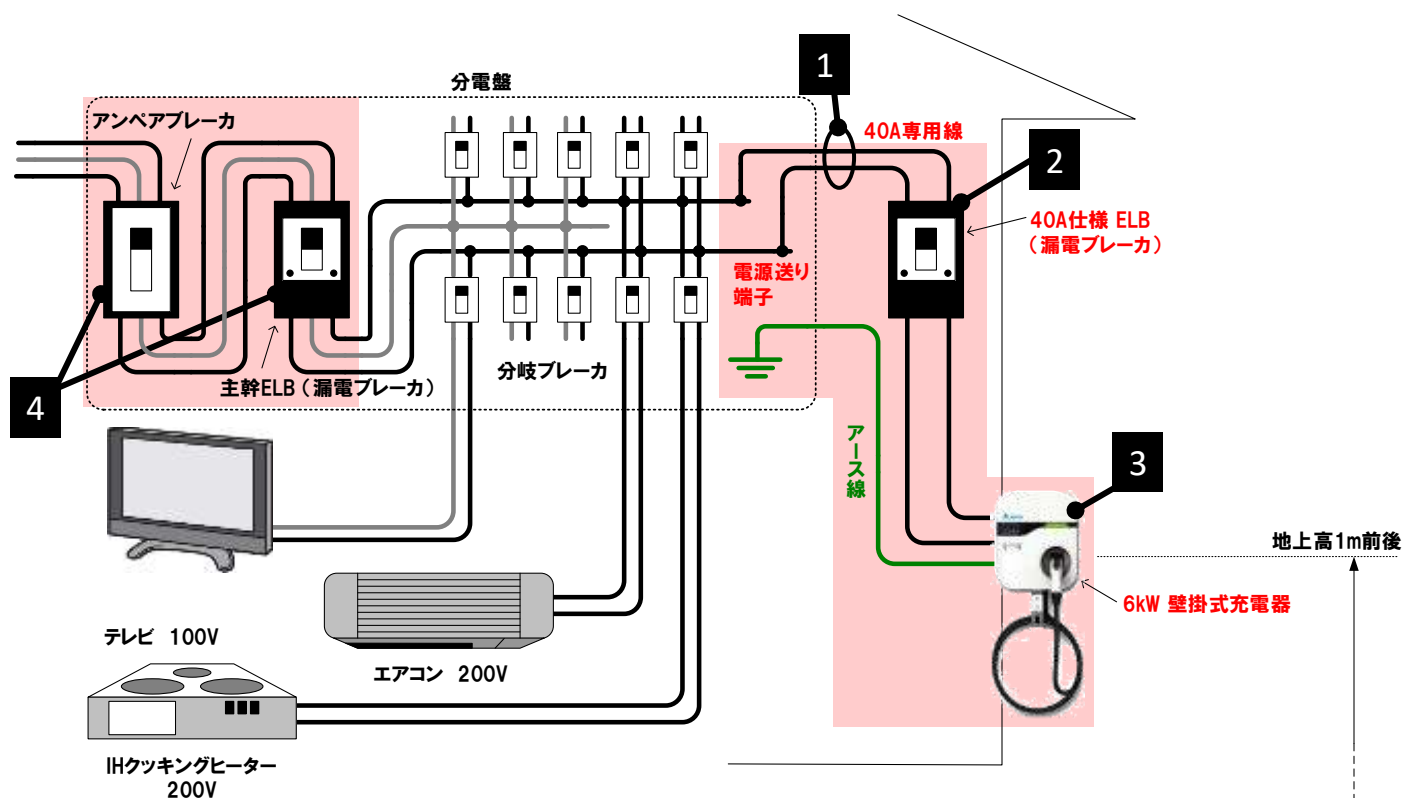 1
分電盤
アンペアブレーカ
40A専用線
2
40A仕様 ELB
（漏電ブレーカ）
電源送り
端子
4
主幹ELB（漏電ブレーカ）
分岐ブレーカ
アース線
3
地上高1m前後
6kW 壁掛式充電器
テレビ 100V
エアコン 200V
IHクッキングヒーター
200V